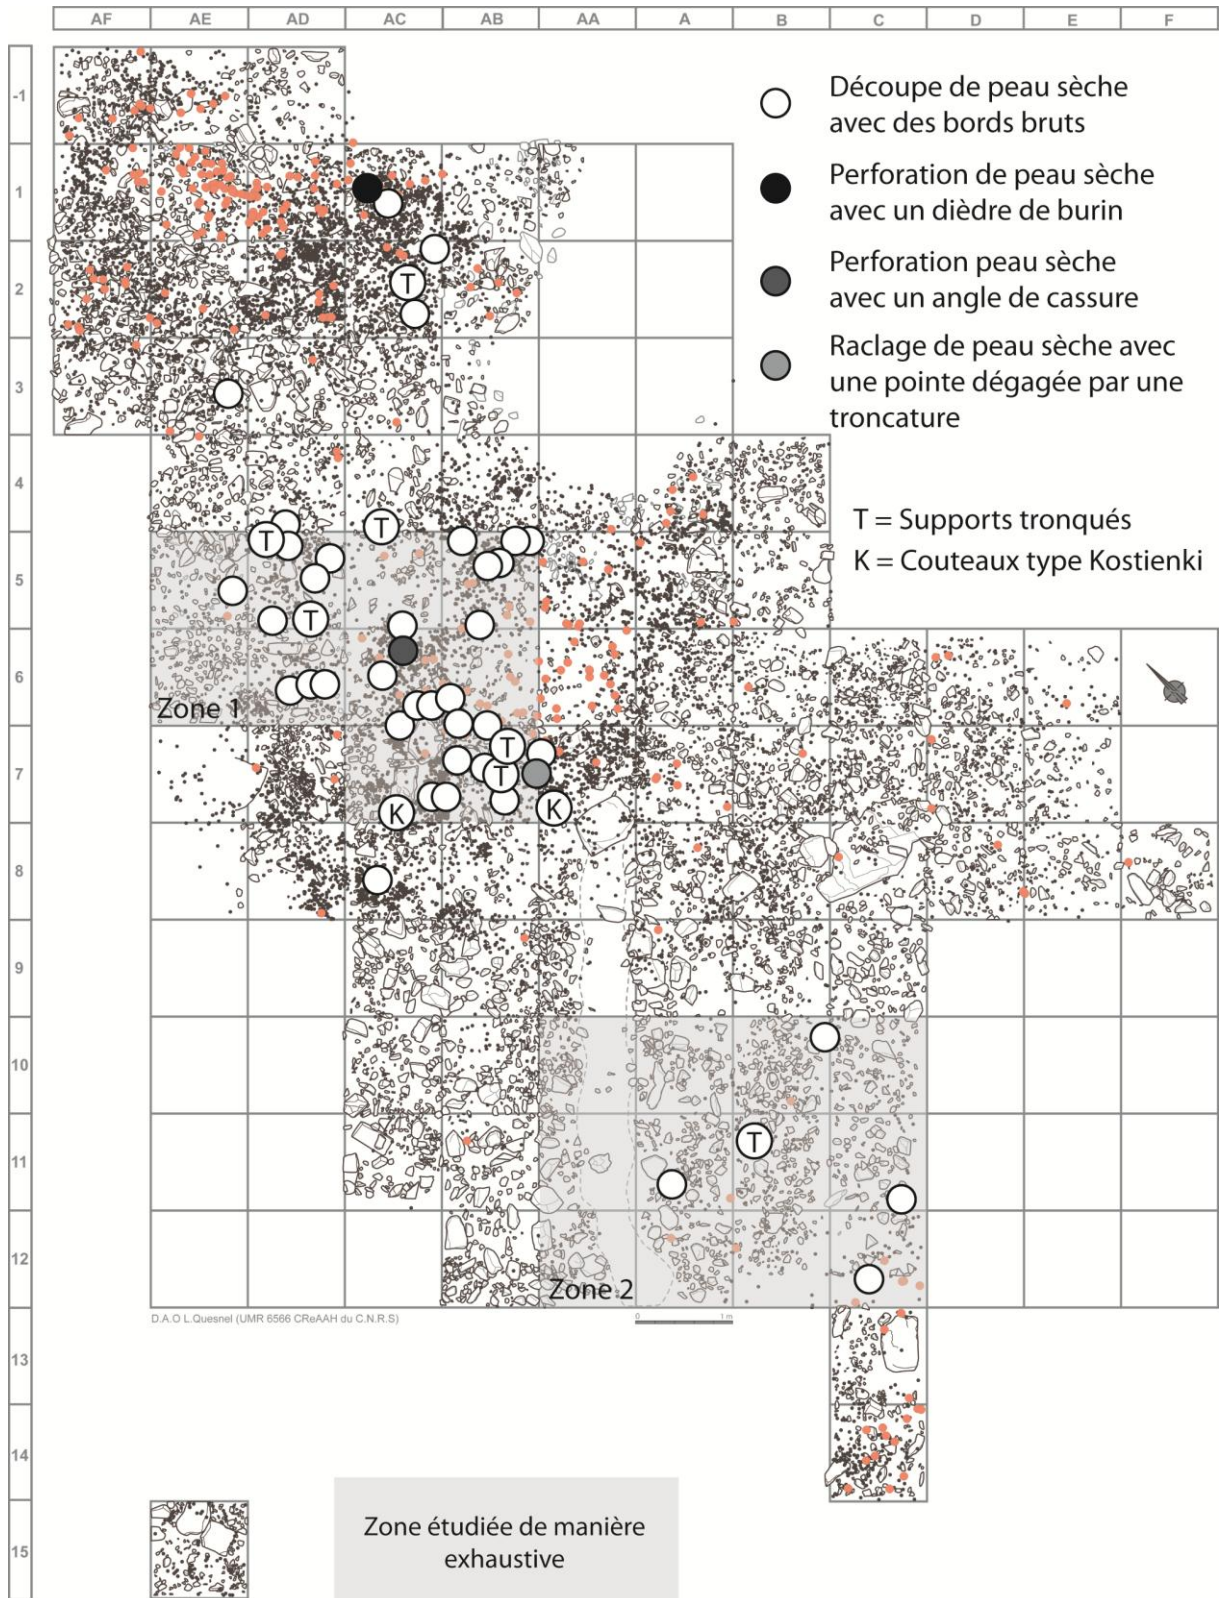 AF AE AD AC AB AA A B C D E F
-1
1
2
3
4
5
6
7
8
9
10
11
12
13
14
15
Découpe de peau sèche
avec des bords bruts
Perforation de peau sèche
avec un dièdre de burin
Perforation peau sèche
avec un angle de cassure
Raclage de peau sèche avec
une pointe dégagée par une
troncature
T = Supports tronqués
K = Couteaux type Kostienki
T
T
T
T
Zone 1
T
T
K
K
T
Zone 2
D.A.O L.Quesnel (UMR 6566 CReAAH du C.N.R.S)
0 1 m
Zone étudiée de manière
exhaustive